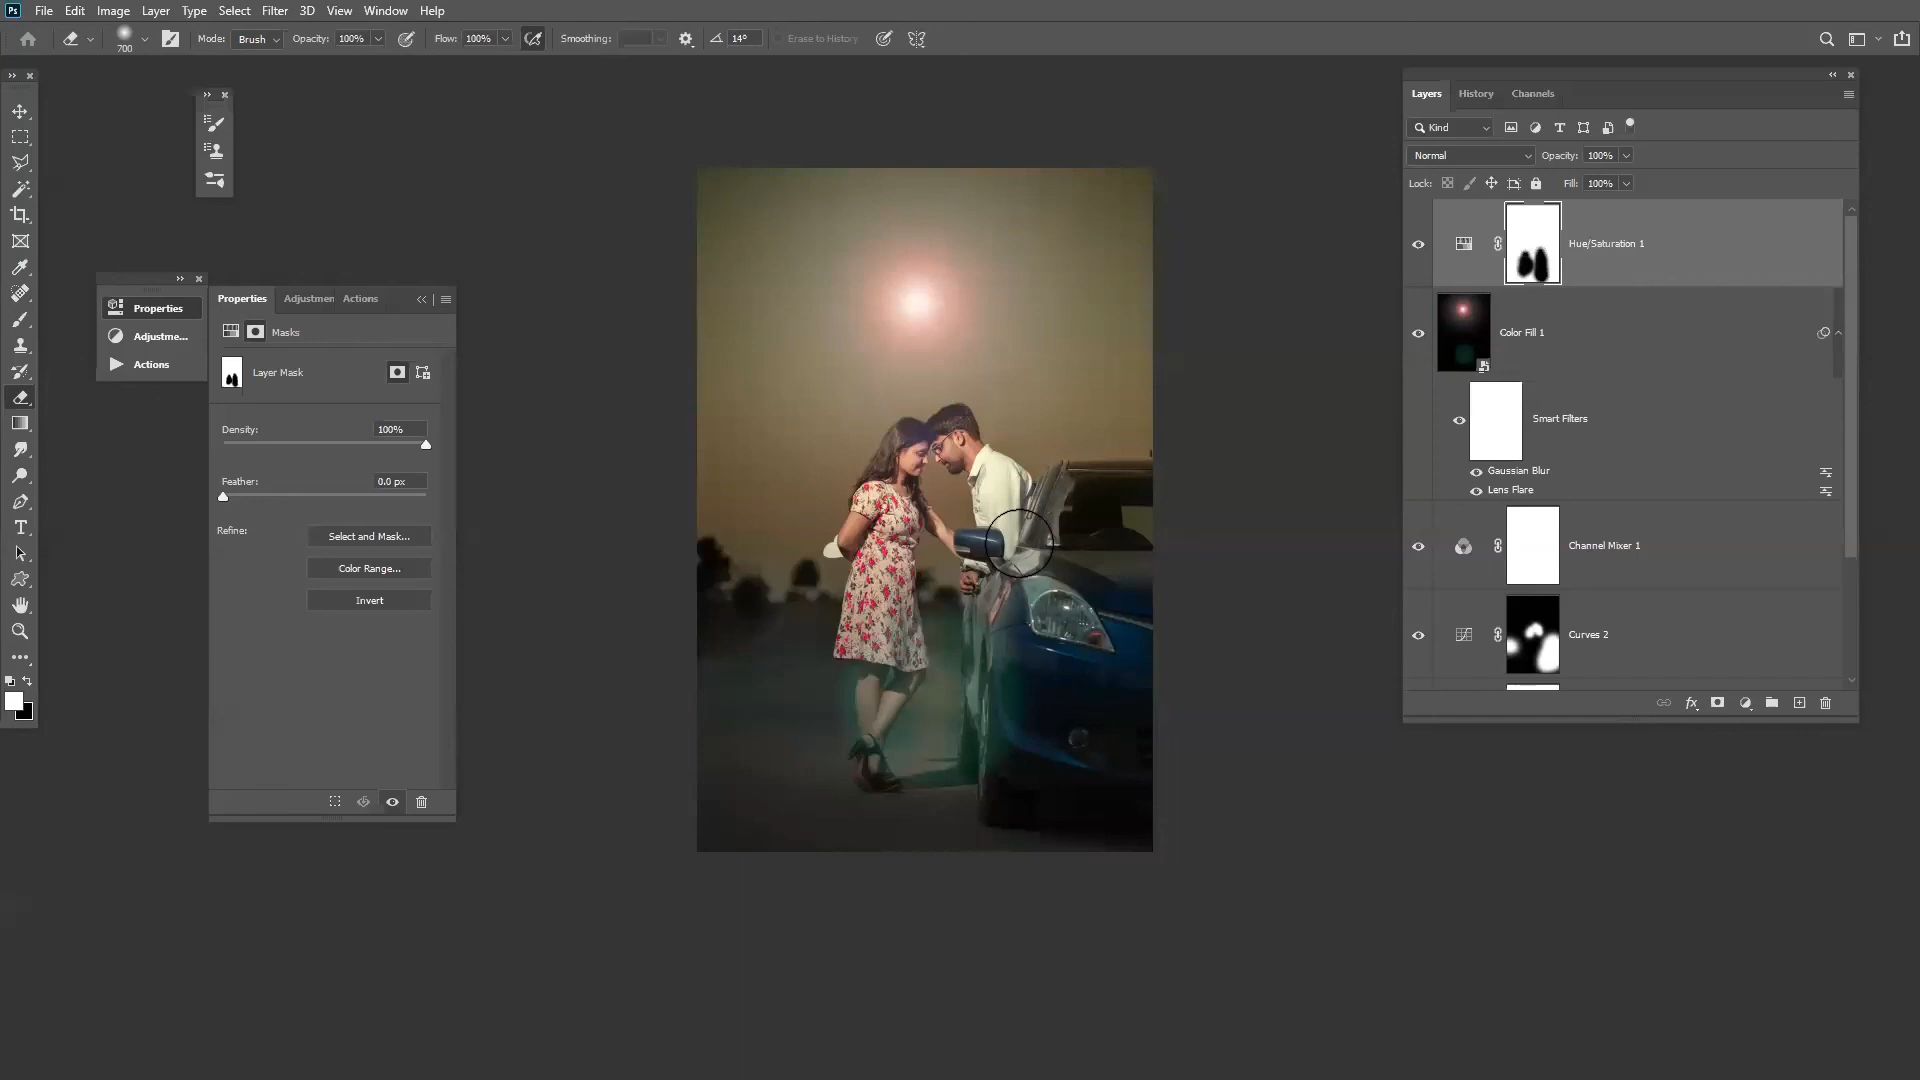 Ps File Edit Image Layer Type Select Filter 3D View Window Help
700 Mode: Brush Opacity: 100% Flow: 100% Smoothing: 14° Erase to History
Layers History Channels
Kind
Normal Opacity: 100%
Lock: Fill: 100%
Hue/Saturation 1
Color Fill 1
Smart Filters
Gaussian Blur
Lens Flare
Channel Mixer 1
Curves 2
fx
Properties
Adjustme...
Actions
Properties Adjustmen Actions
Masks
Layer Mask
Density: 100%
Feather: 0.0 px
Refine: Select and Mask...
Color Range...
Invert